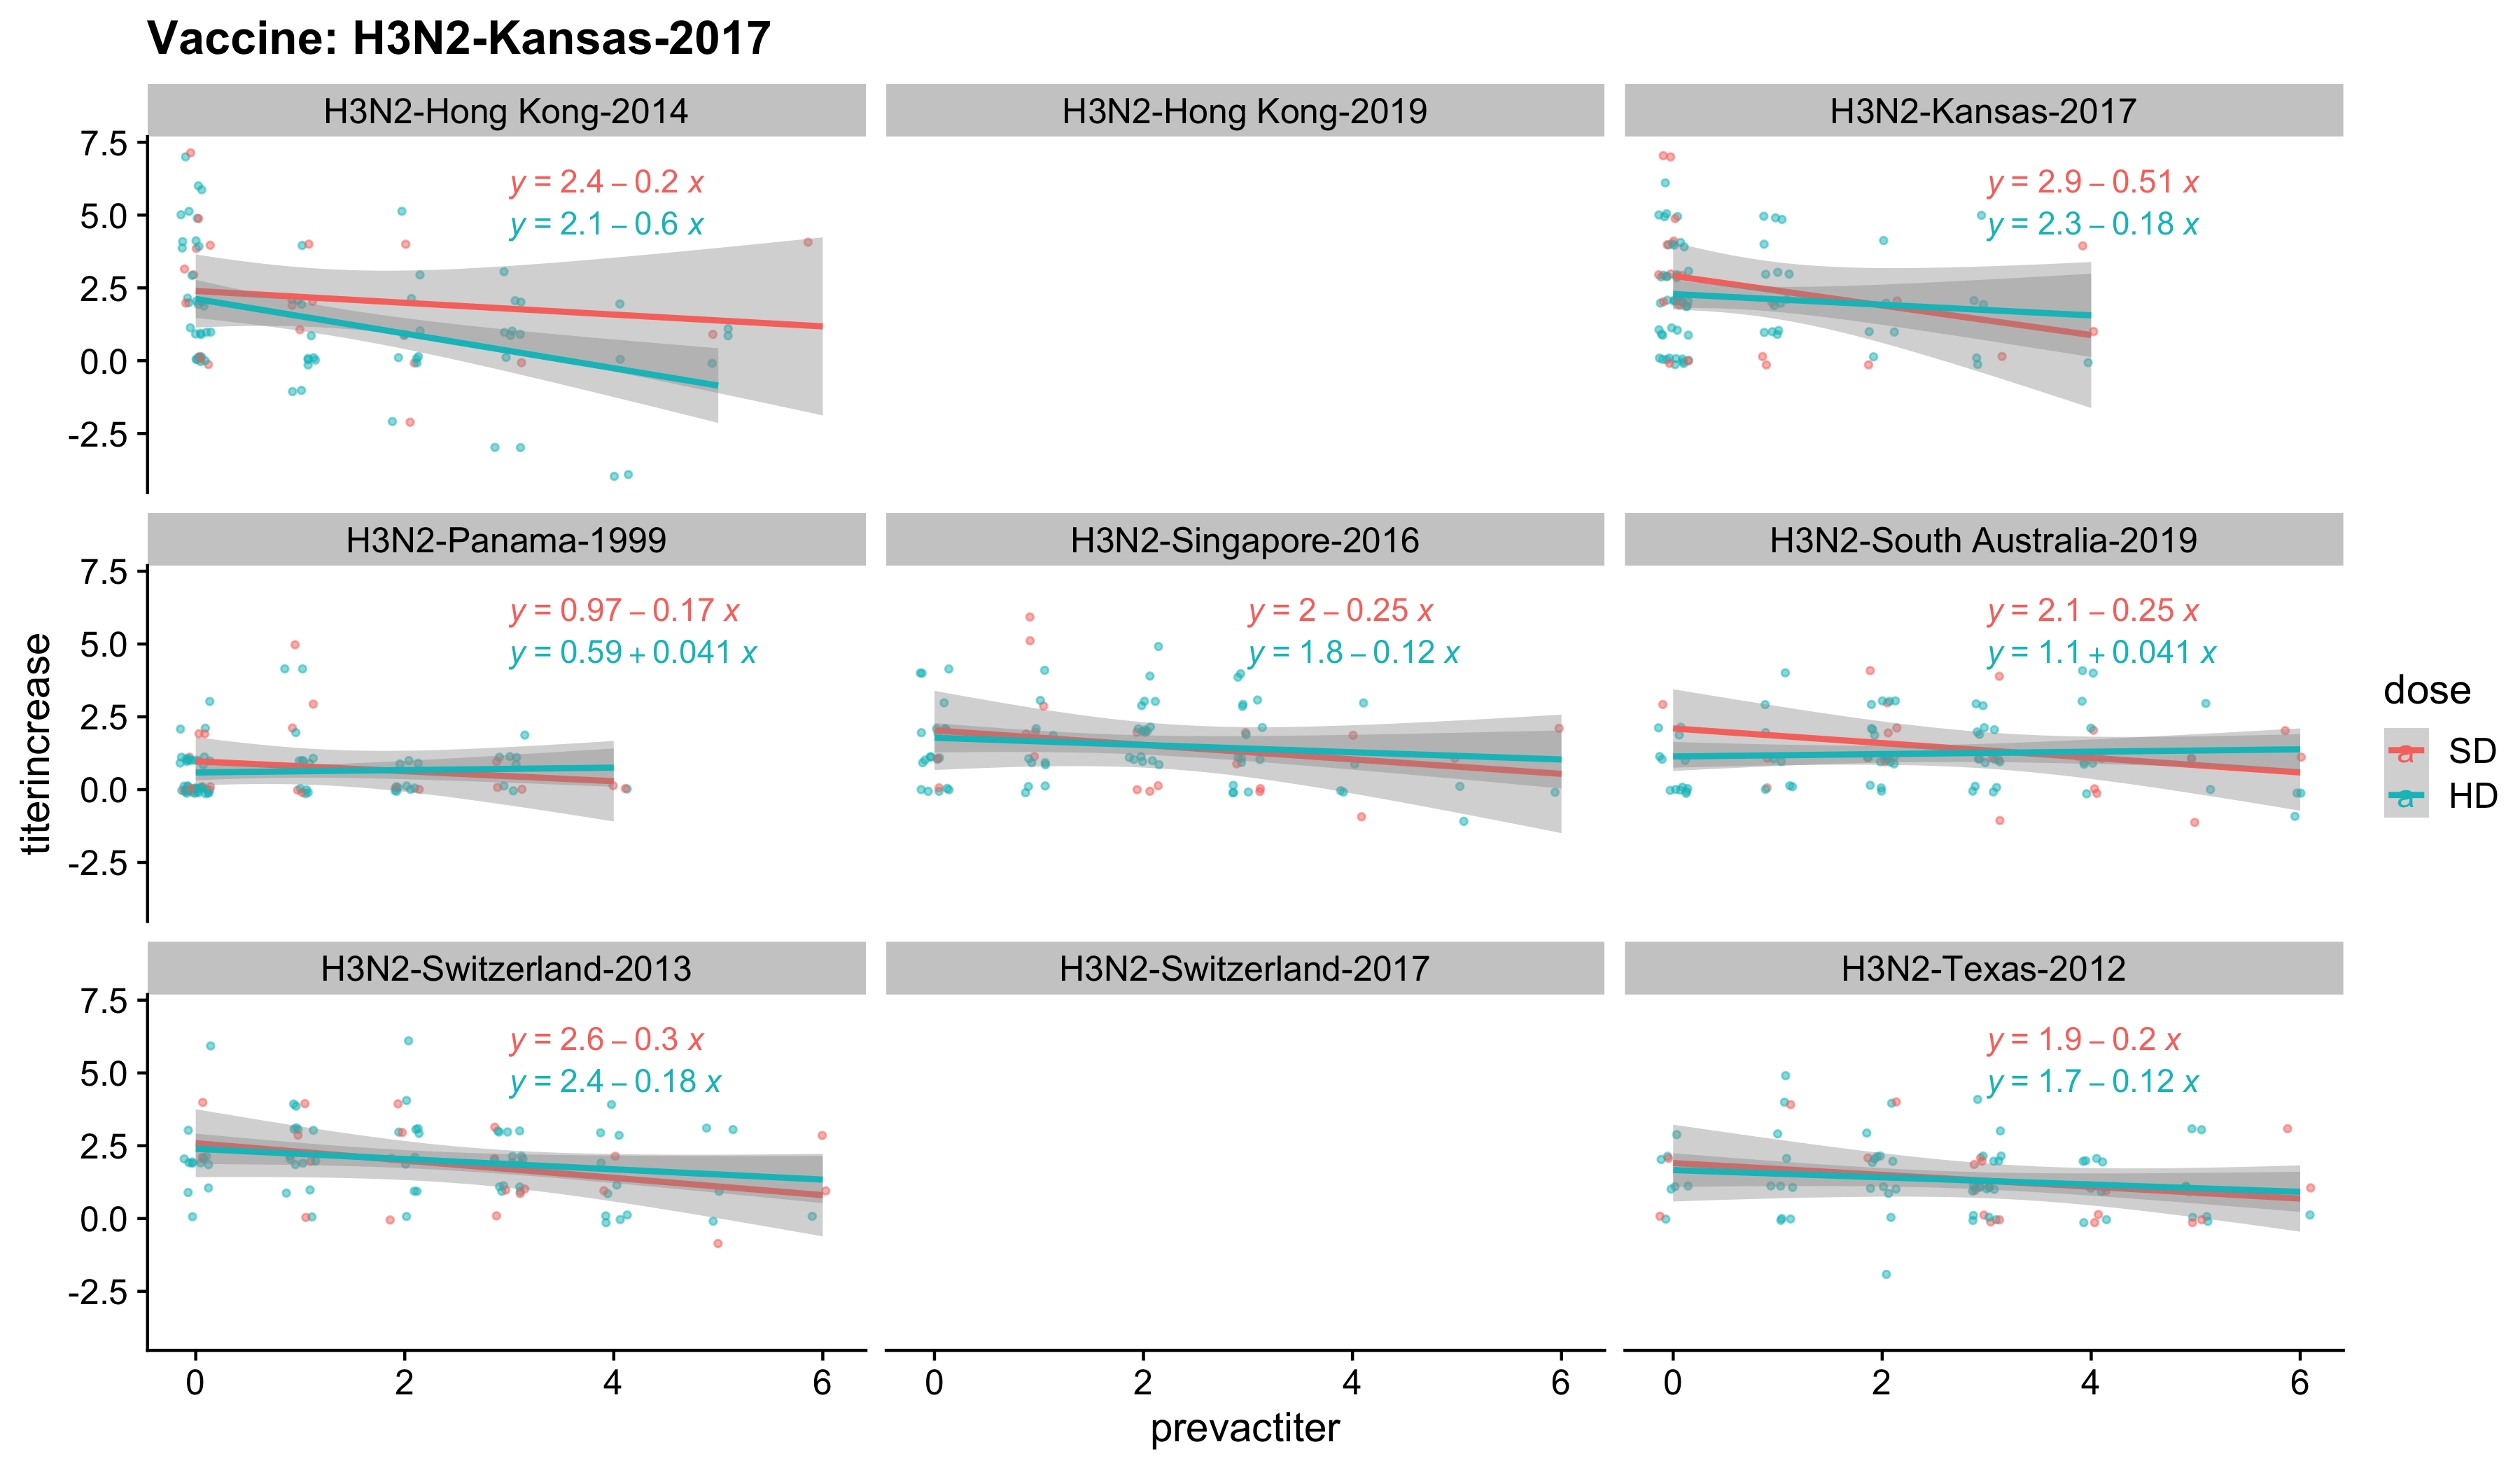 Vaccine: H3N2-Kansas-2017
H3N2-Hong Kong-2014
H3N2-Hong Kong-2019
H3N2-Kansas-2017
7.5
5.0
2.5
0.0
-2.5
y = 2.4 – 0.2 x
y = 2.1 – 0.6 x
y = 2.9 – 0.51 x
y = 2.3 – 0.18 x
H3N2-Panama-1999
H3N2-Singapore-2016
H3N2-South Australia-2019
7.5
5.0
2.5
0.0
-2.5
y = 0.97 – 0.17 x
y = 0.59 + 0.041 x
y = 2 – 0.25 x
y = 1.8 – 0.12 x
y = 2.1 – 0.25 x
y = 1.1 + 0.041 x
titerincrease
dose
a SD
a HD
H3N2-Switzerland-2013
H3N2-Switzerland-2017
H3N2-Texas-2012
7.5
5.0
2.5
0.0
-2.5
y = 2.6 – 0.3 x
y = 2.4 – 0.18 x
y = 1.9 – 0.2 x
y = 1.7 – 0.12 x
0 2 4 6
0 2 4 6
0 2 4 6
prevactiter